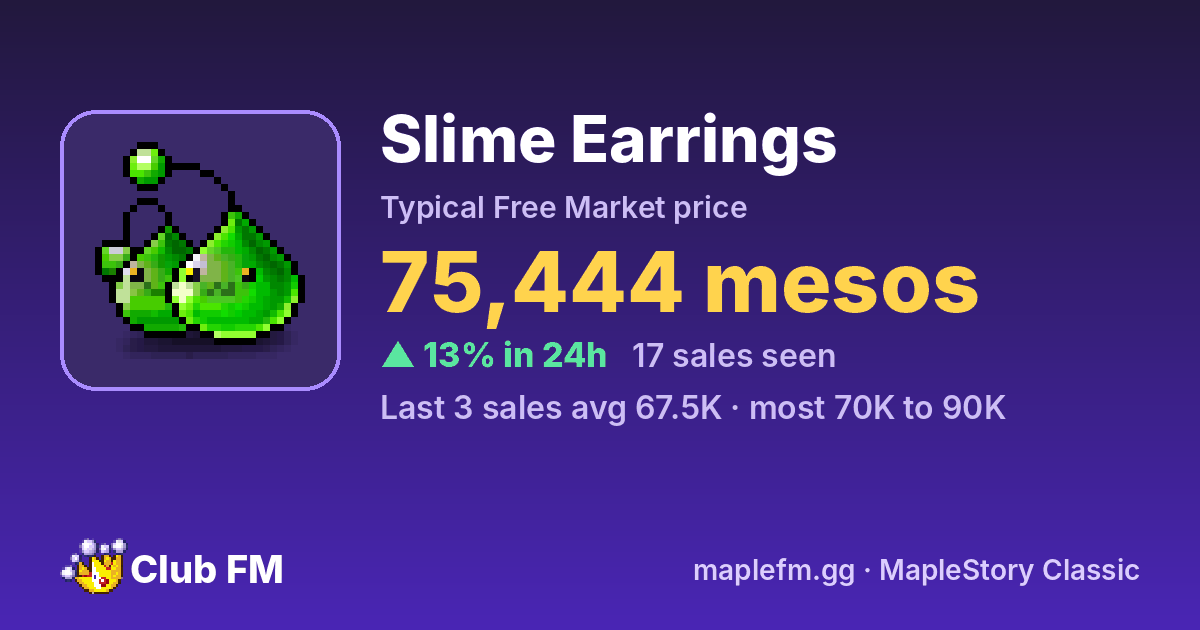 Slime Earrings
Typical Free Market price
75,444 mesos
▲ 13% in 24h 17 sales seen
Last 3 sales avg 67.5K · most 70K to 90K
Club FM
maplefm.gg · MapleStory Classic